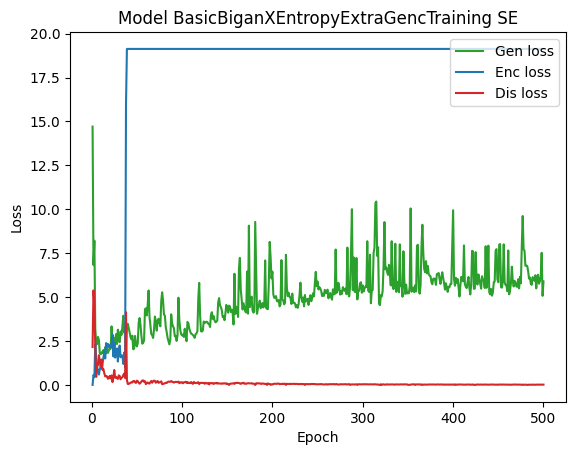 Model BasicBiganXEntropyExtraGencTraining SE
20.0
17.5
15.0
12.5
10.0
7.5
5.0
2.5
0.0
Loss
Gen loss
Enc loss
Dis loss
0 100 200 300 400 500
Epoch